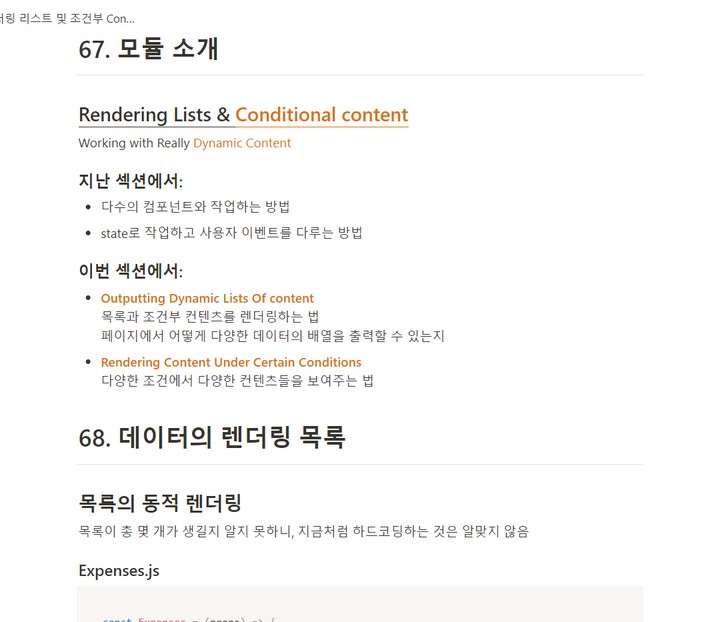 렌더링 리스트 및 조건부 Con...
67. 모듈 소개
Rendering Lists & Conditional content
Working with Really Dynamic Content
지난 섹션에서:
다수의 컴포넌트와 작업하는 방법
state로 작업하고 사용자 이벤트를 다루는 방법
이번 섹션에서:
Outputting Dynamic Lists Of content
목록과 조건부 컨텐츠를 렌더링하는 법
페이지에서 어떻게 다양한 데이터의 배열을 출력할 수 있는지
Rendering Content Under Certain Conditions
다양한 조건에서 다양한 컨텐츠들을 보여주는 법
68. 데이터의 렌더링 목록
목록의 동적 렌더링
목록이 총 몇 개가 생길지 알지 못하니, 지금처럼 하드코딩하는 것은 알맞지 않음
Expenses.js
const Expenses = (props) => {